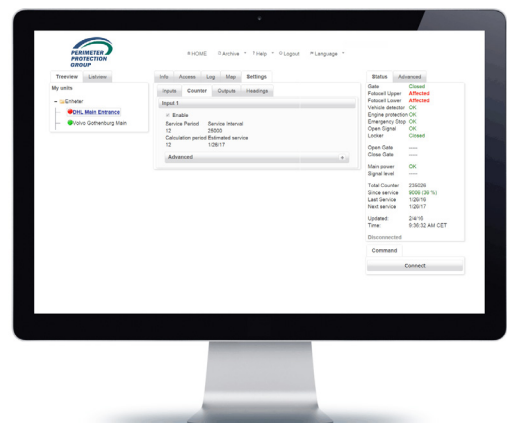 PERIMETER
PROTECTION
GROUP
HOME Archive ? Help Logout Language
Treeview Listview
My units
Enheter
DHL Main Entrance
Volvo Gothenburg Main
Info Access Log Map Settings
Inputs Counter Outputs Headings
Input 1
Enable
Service Period Service Interval
12 25000
Calculation period Estimated service
12 1/26/17
Advanced
Status Advanced
Gate Closed
Fotocell Upper Affected
Fotocell Lower Affected
Vehicle detector OK
Engine protection OK
Emergency Stop OK
Open Signal OK
Locker Closed
Open Gate ----
Close Gate ----
Main power OK
Signal level ----
Total Counter 235026
Since service 9006 (36 %)
Last Service 1/26/16
Next service 1/26/17
Updated 2/4/16
Time: 9:36:32 AM CET
Disconnected
Command
Connect